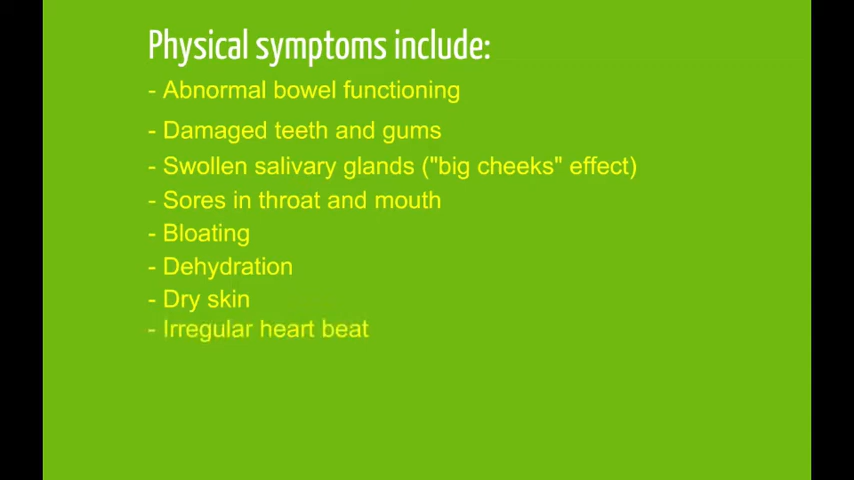 Physical symptoms include:
- Abnormal bowel functioning
- Damaged teeth and gums
- Swollen salivary glands ("big cheeks" effect)
- Sores in throat and mouth
- Bloating
- Dehydration
- Dry skin
- Irregular heart beat